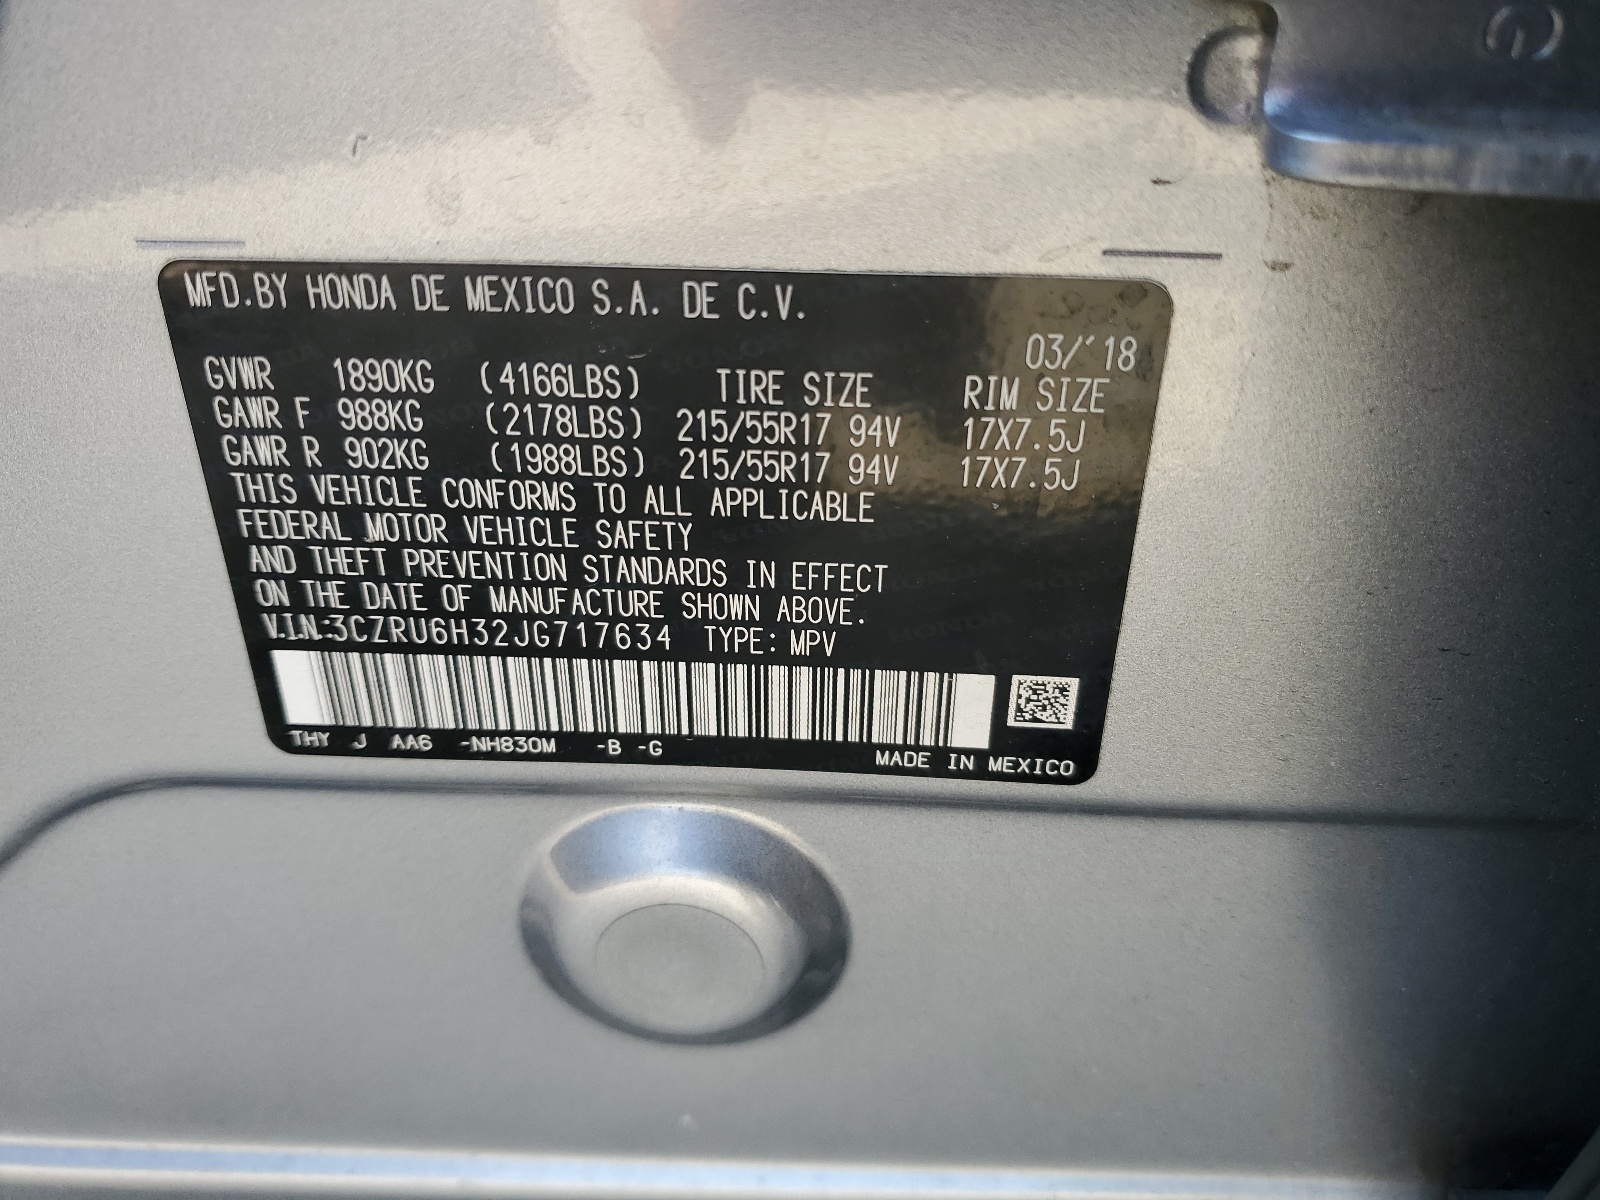 MFD.BY HONDA DE MEXICO S.A. DE C.V.
03/'18
GVWR 1890KG (4166LBS) TIRE SIZE RIM SIZE
GAWR F 988KG (2178LBS) 215/55R17 94V 17X7.5J
GAWR R 902KG (1988LBS) 215/55R17 94V 17X7.5J
THIS VEHICLE CONFORMS TO ALL APPLICABLE
FEDERAL MOTOR VEHICLE SAFETY
AND THEFT PREVENTION STANDARDS IN EFFECT
ON THE DATE OF MANUFACTURE SHOWN ABOVE.
V.I.N:3CZRU6H32JG717634 TYPE: MPV
THY J AA6 -NH830M -B -G
MADE IN MEXICO